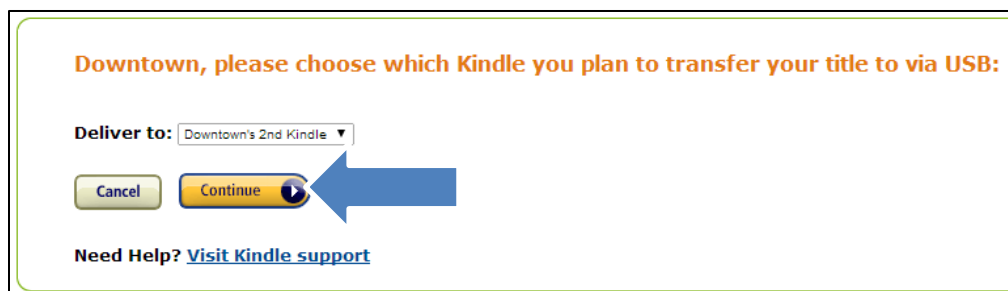 Downtown, please choose which Kindle you plan to transfer your title to via USB:
Deliver to: Downtown's 2nd Kindle
Cancel Continue
Need Help? Visit Kindle support